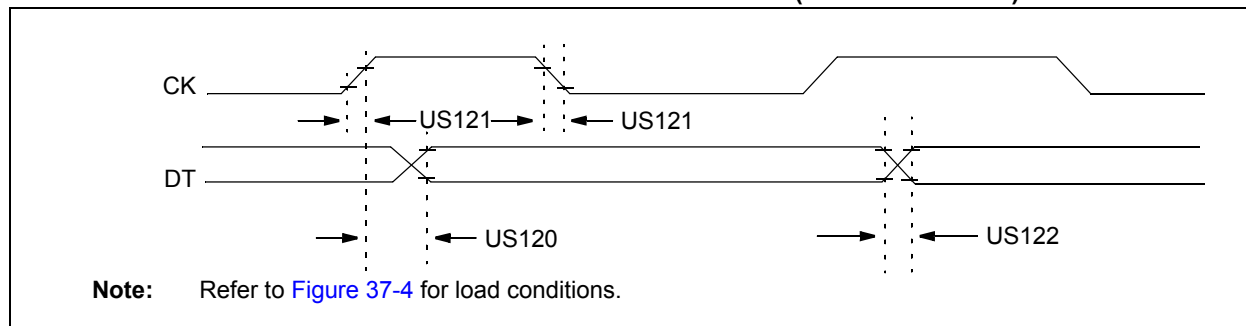 CK
US121
US121
DT
US120
US122
Note: Refer to Figure 37-4 for load conditions.